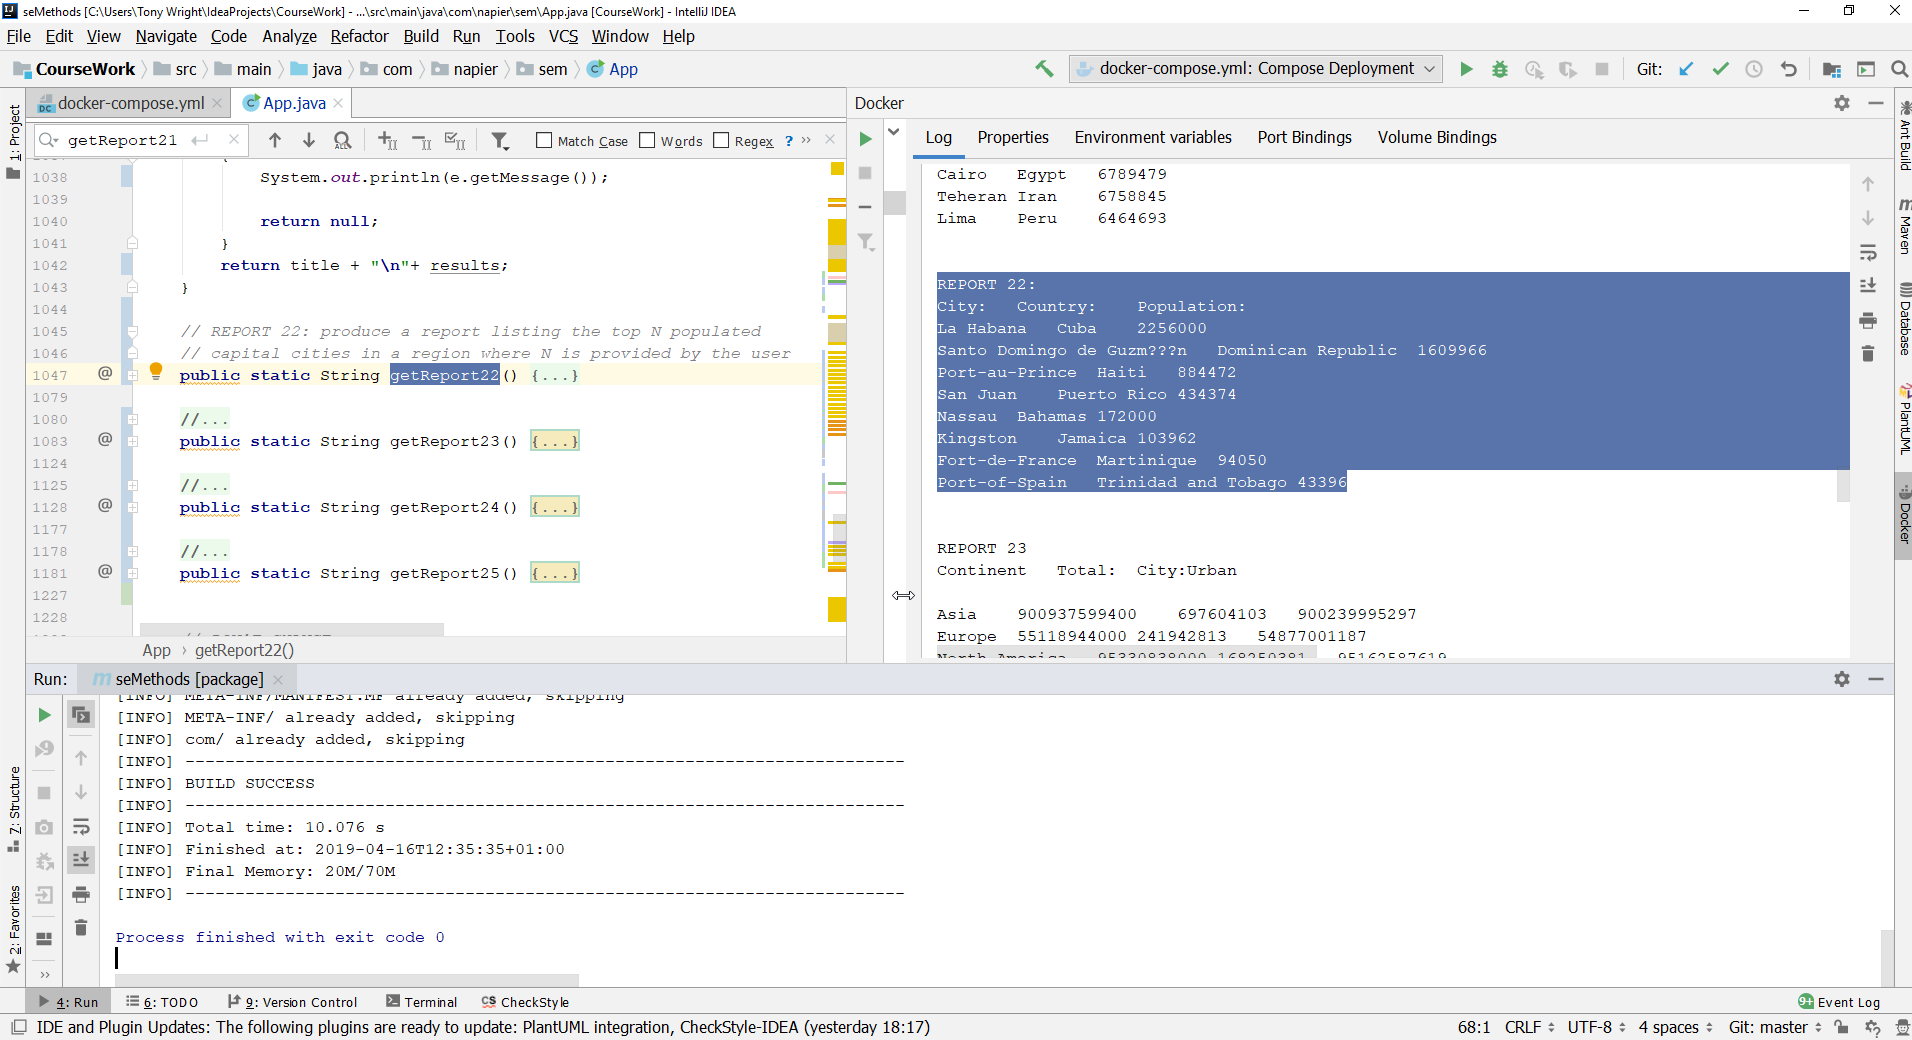 seMethods [C:\Users\Tony Wright\IdeaProjects\CourseWork] - ...\src\main\java\com\napier\sem\App.java [CourseWork] - IntelliJ IDEA
File Edit View Navigate Code Analyze Refactor Build Run Tools VCS Window Help
CourseWork src main java com napier sem App
docker-compose.yml: Compose Deployment
Git:
1: Project
docker-compose.yml
App.java
getReport21
Match Case
Words
Regex
?
1038 System.out.println(e.getMessage());
1039
1040 return null;
1041 }
1042 return title + "\n"+ results;
1043 }
1044
1045 // REPORT 22: produce a report listing the top N populated
1046 // capital cities in a region where N is provided by the user
1047 @ public static String getReport22() {...}
1079
1080 //...
1083 @ public static String getReport23() {...}
1124
1125 //...
1128 @ public static String getReport24() {...}
1177
1178 //...
1181 @ public static String getReport25() {...}
1227
1228
App › getReport22()
Docker
Log Properties Environment variables Port Bindings Volume Bindings
Cairo Egypt 6789479
Teheran Iran 6758845
Lima Peru 6464693
REPORT 22:
City: Country: Population:
La Habana Cuba 2256000
Santo Domingo de Guzm???n Dominican Republic 1609966
Port-au-Prince Haiti 884472
San Juan Puerto Rico 434374
Nassau Bahamas 172000
Kingston Jamaica 103962
Fort-de-France Martinique 94050
Port-of-Spain Trinidad and Tobago 43396
REPORT 23
Continent Total: City:Urban
Asia 900937599400 697604103 900239995297
Europe 55118944000 241942813 54877001187
North America 95330838000 168250381 95162587619
Ant Build
Maven
Database
PlantUML
Docker
Run: seMethods [package]
[INFO] META-INF/MANIFEST.MF already added, skipping
[INFO] META-INF/ already added, skipping
[INFO] com/ already added, skipping
[INFO] ------------------------------------------------------------------------
[INFO] BUILD SUCCESS
[INFO] ------------------------------------------------------------------------
[INFO] Total time: 10.076 s
[INFO] Finished at: 2019-04-16T12:35:35+01:00
[INFO] Final Memory: 20M/70M
[INFO] ------------------------------------------------------------------------
Process finished with exit code 0
7: Structure
2: Favorites
4: Run 6: TODO 9: Version Control Terminal CheckStyle
9+ Event Log
IDE and Plugin Updates: The following plugins are ready to update: PlantUML integration, CheckStyle-IDEA (yesterday 18:17)
68:1 CRLF UTF-8 4 spaces Git: master